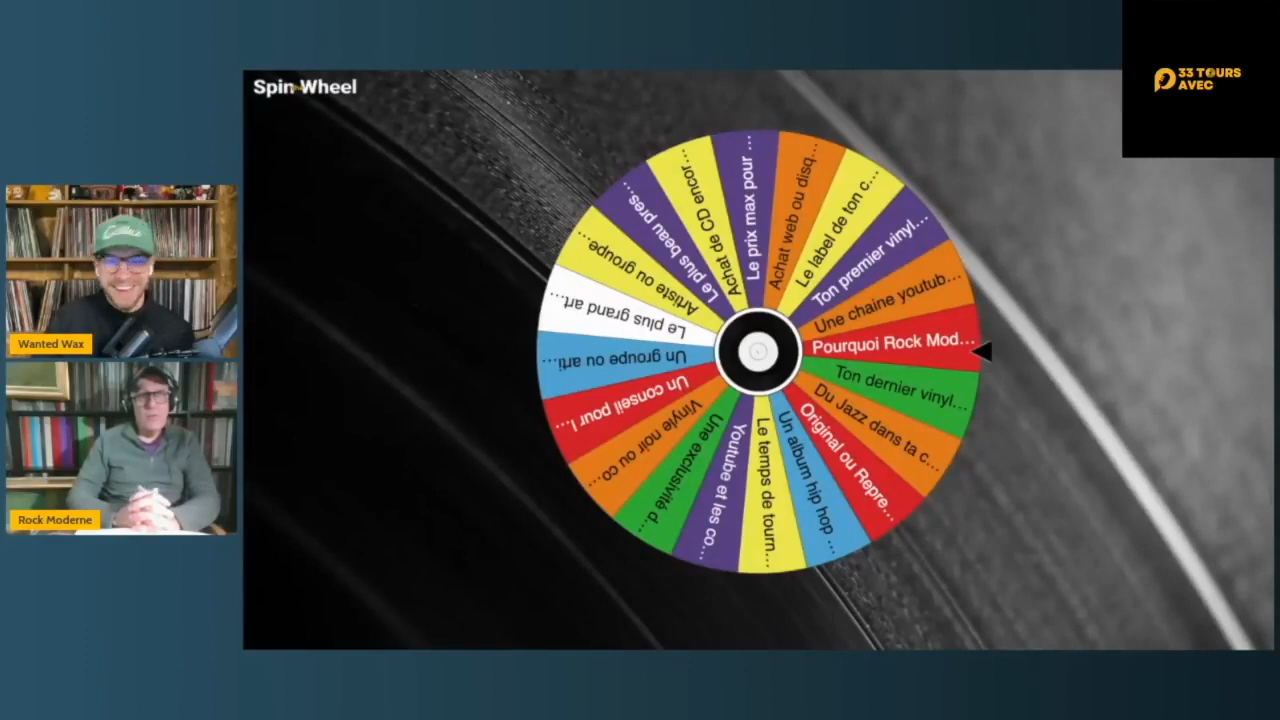 33 TOURS
AVEC
Spin Wheel
Le prix max pour ...
Achat web ou disq...
Le label de ton c...
Ton premier vinyl...
Une chaine youtub...
Pourquoi Rock Mod...
Ton dernier vinyl...
Du Jazz dans ta c...
Original ou Repre...
Un album hip hop ...
Le temps de tourn...
Youtube et les co...
Une exclusivité d...
Vinyle noir ou co...
Un conseil pour l...
Un groupe ou arti...
Le plus grand art...
Artiste ou groupe...
Le plus beau pres...
Achat de CD encor...
Wanted Wax
Rock Moderne